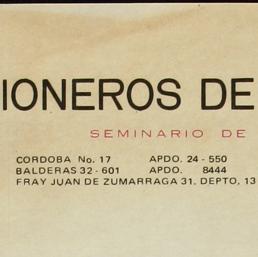 IONEROS DE
SEMINARIO DE
CORDOBA No. 17 APDO. 24 - 550
BALDERAS 32 - 601 APDO. 8444
FRAY JUAN DE ZUMARRAGA 31, DEPTO, 13